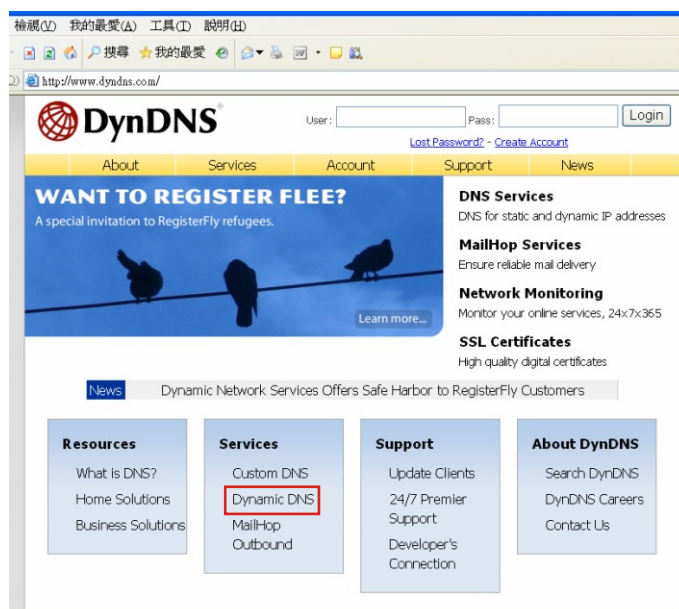 檢視(V) 我的最愛(A) 工具(T) 說明(H)
搜尋 我的最愛
http://www.dyndns.com/
DynDNS®
User: Pass: Login
Lost Password? - Create Account
About Services Account Support News
WANT TO REGISTER FLEE?
A special invitation to RegisterFly refugees.
Learn more...
DNS Services
DNS for static and dynamic IP addresses
MailHop Services
Ensure reliable mail delivery
Network Monitoring
Monitor your online services, 24x7x365
SSL Certificates
High quality digital certificates
News Dynamic Network Services Offers Safe Harbor to RegisterFly Customers
Resources
What is DNS?
Home Solutions
Business Solutions
Services
Custom DNS
Dynamic DNS
MailHop
Outbound
Support
Update Clients
24/7 Premier
Support
Developer's
Connection
About DynDNS
Search DynDNS
DynDNS Careers
Contact Us